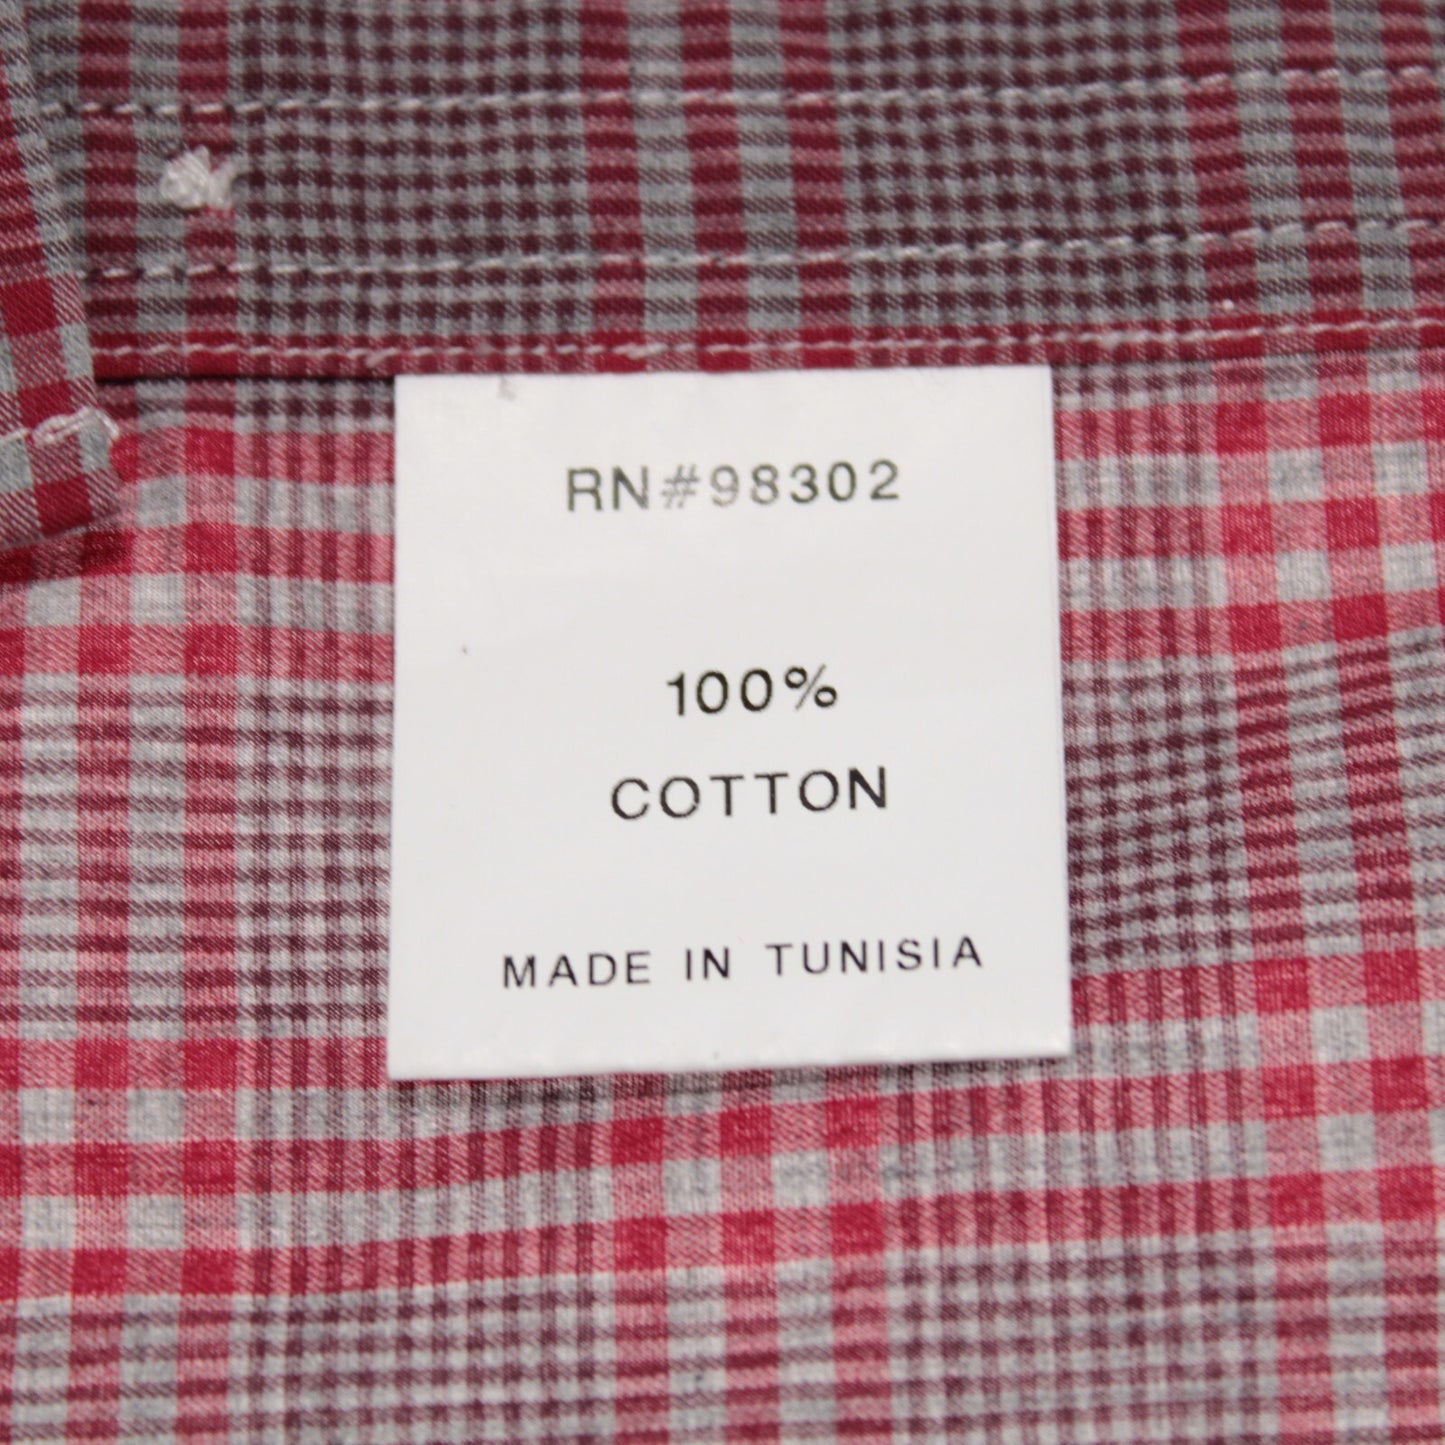 RN#98302
100%
COTTON
MADE IN TUNISIA